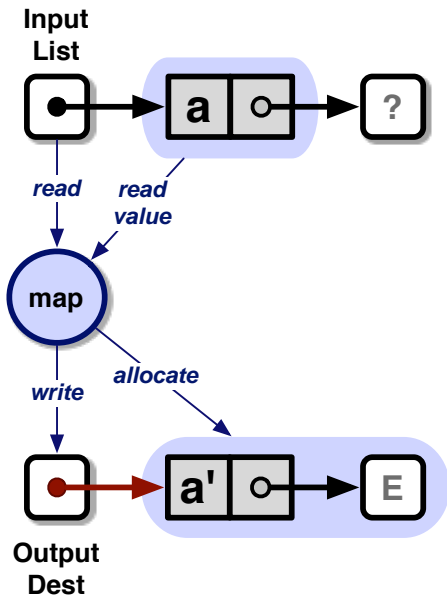 Input
List
a
?
read
read
value
map
allocate
write
a'
E
Output
Dest